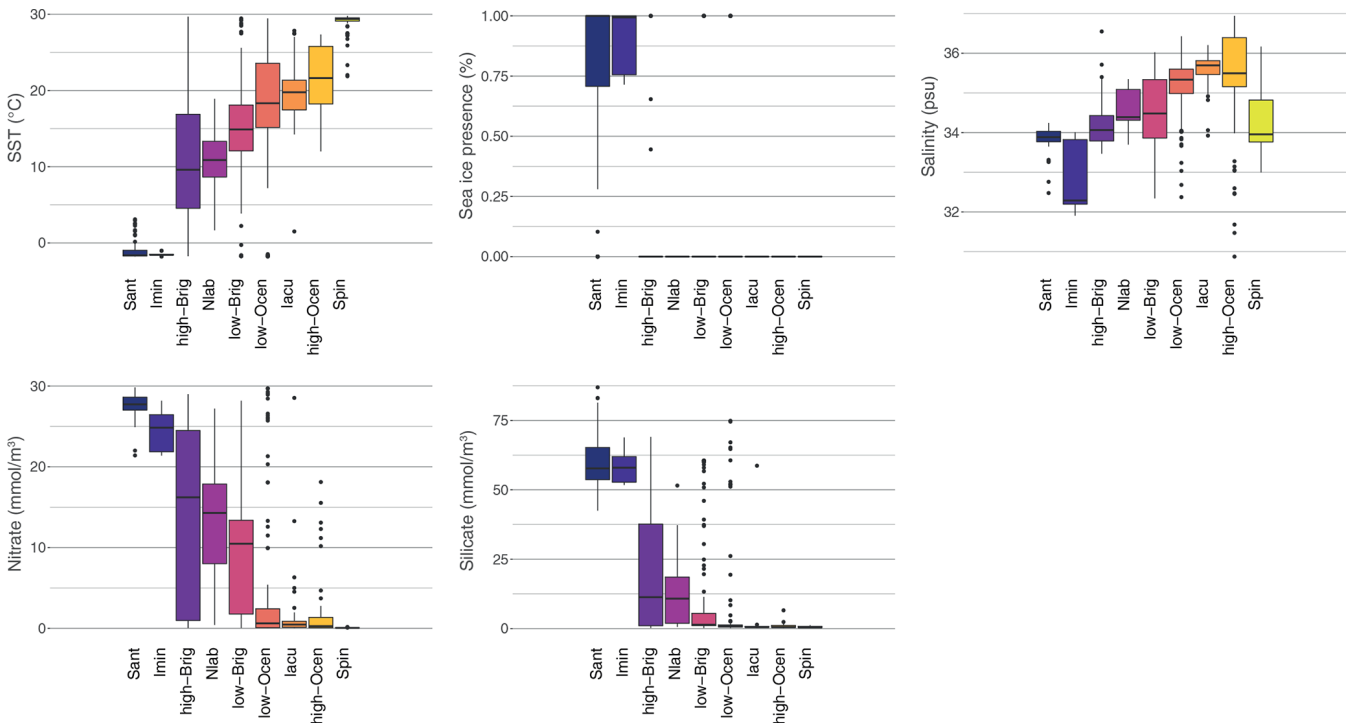 SST (°C)
30
20
10
0
Sant
Imin
high−Brig
Nlab
low−Brig
low−Ocen
Iacu
high−Ocen
Spin
Sea ice presence (%)
1.00
0.75
0.50
0.25
0.00
Sant
Imin
high−Brig
Nlab
low−Brig
low−Ocen
Iacu
high−Ocen
Spin
Salinity (psu)
36
34
32
Sant
Imin
high−Brig
Nlab
low−Brig
low−Ocen
Iacu
high−Ocen
Spin
Nitrate (mmol/m³)
30
20
10
0
Sant
Imin
high−Brig
Nlab
low−Brig
low−Ocen
Iacu
high−Ocen
Spin
Silicate (mmol/m³)
75
50
25
0
Sant
Imin
high−Brig
Nlab
low−Brig
low−Ocen
Iacu
high−Ocen
Spin